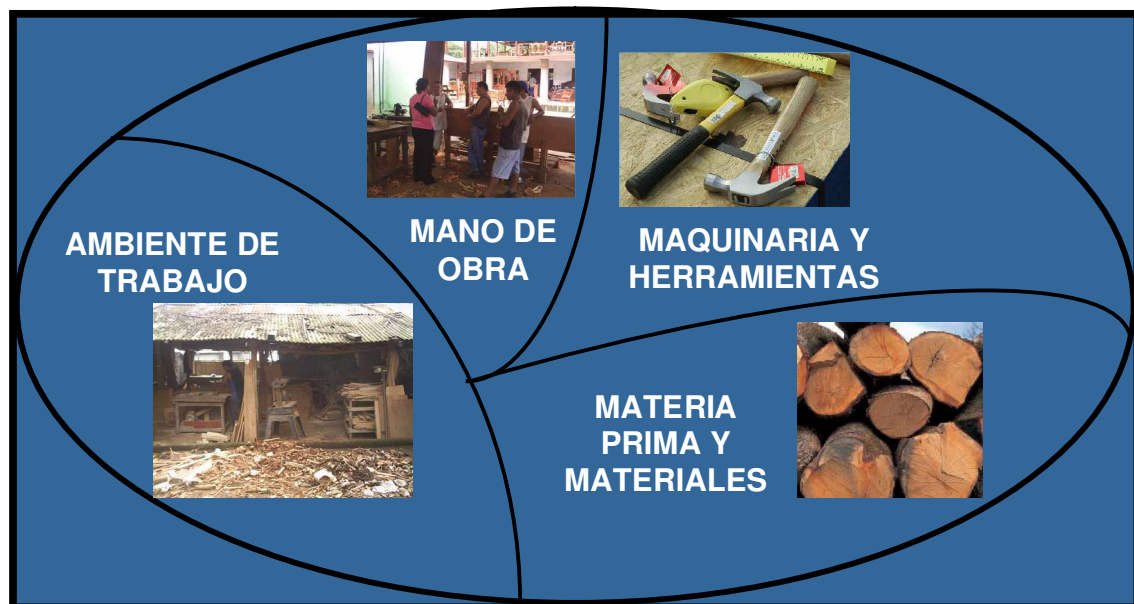 AMBIENTE DE
TRABAJO
MANO DE
OBRA
MAQUINARIA Y
HERRAMIENTAS
MATERIA
PRIMA Y
MATERIALES